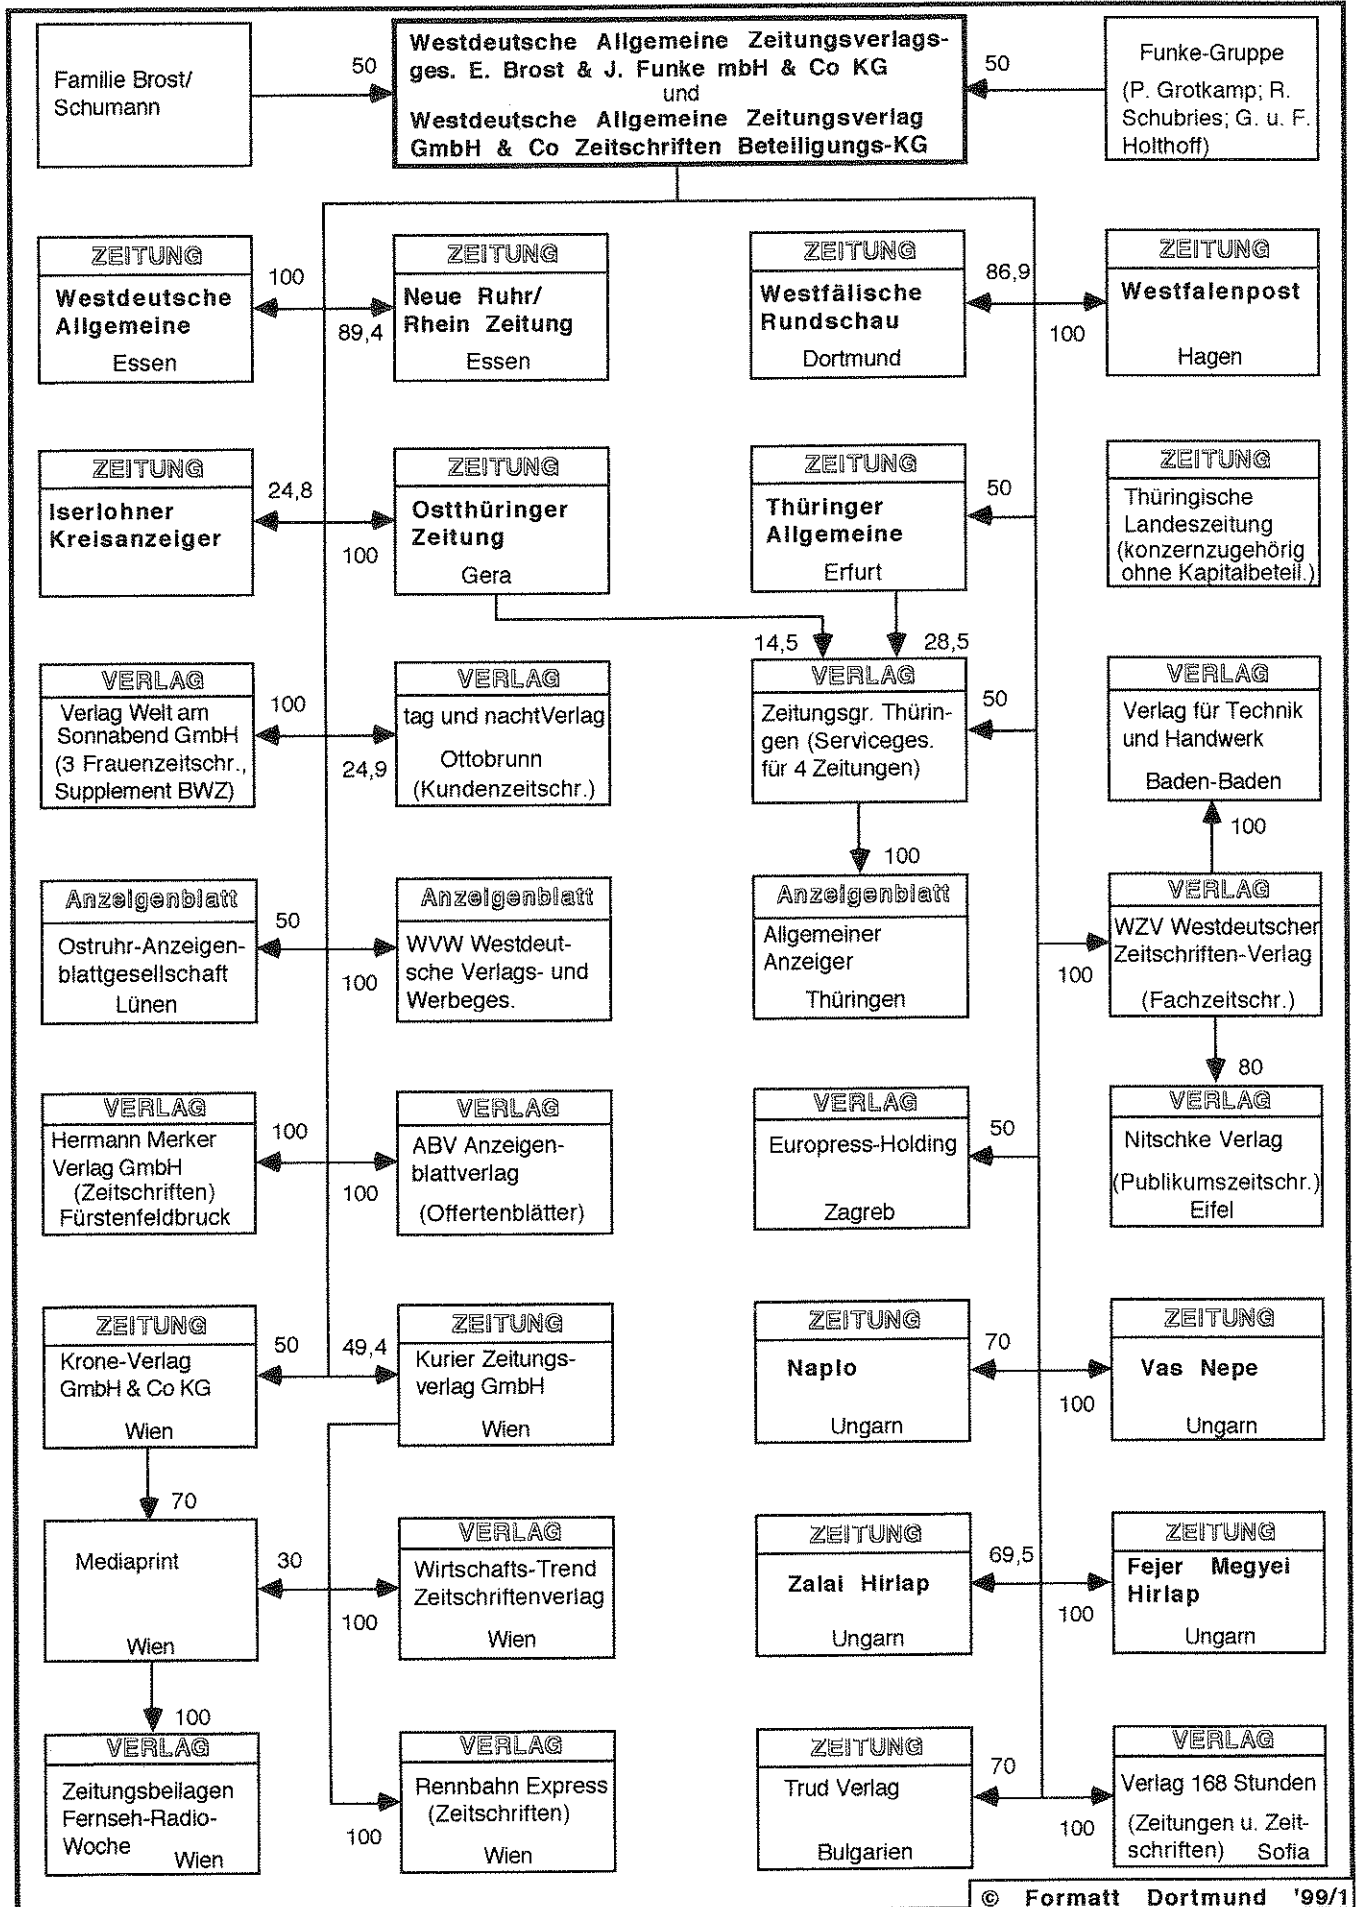 Familie Brost/
Schumann
50
Westdeutsche Allgemeine Zeitungsverlags-
ges. E. Brost & J. Funke mbH & Co KG
und
Westdeutsche Allgemeine Zeitungsverlag
GmbH & Co Zeitschriften Beteiligungs-KG
50
Funke-Gruppe
(P. Grotkamp; R.
Schubries; G. u. F.
Holthoff)
ZEITUNG
Westdeutsche
Allgemeine
Essen
100
89,4
ZEITUNG
Neue Ruhr/
Rhein Zeitung
Essen
ZEITUNG
Westfälische
Rundschau
Dortmund
86,9
100
ZEITUNG
Westfalenpost
Hagen
ZEITUNG
Iserlohner
Kreisanzeiger
24,8
100
ZEITUNG
Ostthüringer
Zeitung
Gera
ZEITUNG
Thüringer
Allgemeine
Erfurt
50
ZEITUNG
Thüringische
Landeszeitung
(konzernzugehörig
ohne Kapitalbeteil.)
14,5
28,5
VERLAG
Verlag Welt am
Sonnabend GmbH
(3 Frauenzeitschr.,
Supplement BWZ)
100
24,9
VERLAG
tag und nachtVerlag
Ottobrunn
(Kundenzeitschr.)
VERLAG
Zeitungsgr. Thürin-
gen (Serviceges.
für 4 Zeitungen)
50
VERLAG
Verlag für Technik
und Handwerk
Baden-Baden
100
100
Anzeigenblatt
Ostruhr-Anzeigen-
blattgesellschaft
Lünen
50
100
Anzeigenblatt
WVW Westdeut-
sche Verlags- und
Werbeges.
Anzeigenblatt
Allgemeiner
Anzeiger
Thüringen
100
VERLAG
WZV Westdeutscher
Zeitschriften-Verlag
(Fachzeitschr.)
80
VERLAG
Hermann Merker
Verlag GmbH
(Zeitschriften)
Fürstenfeldbruck
100
100
VERLAG
ABV Anzeigen-
blattverlag
(Offertenblätter)
VERLAG
Europress-Holding
Zagreb
50
VERLAG
Nitschke Verlag
(Publikumszeitschr.)
Eifel
ZEITUNG
Krone-Verlag
GmbH & Co KG
Wien
50
49,4
ZEITUNG
Kurier Zeitungs-
verlag GmbH
Wien
ZEITUNG
Naplo
Ungarn
70
100
ZEITUNG
Vas Nepe
Ungarn
70
Mediaprint
Wien
30
100
VERLAG
Wirtschafts-Trend
Zeitschriftenverlag
Wien
ZEITUNG
Zalai Hirlap
Ungarn
69,5
100
ZEITUNG
Fejer Megyei
Hirlap
Ungarn
100
VERLAG
Zeitungsbeilagen
Fernseh-Radio-
Woche
Wien
100
VERLAG
Rennbahn Express
(Zeitschriften)
Wien
ZEITUNG
Trud Verlag
Bulgarien
70
100
VERLAG
Verlag 168 Stunden
(Zeitungen u. Zeit-
schriften) Sofia
© Formatt Dortmund '99/1